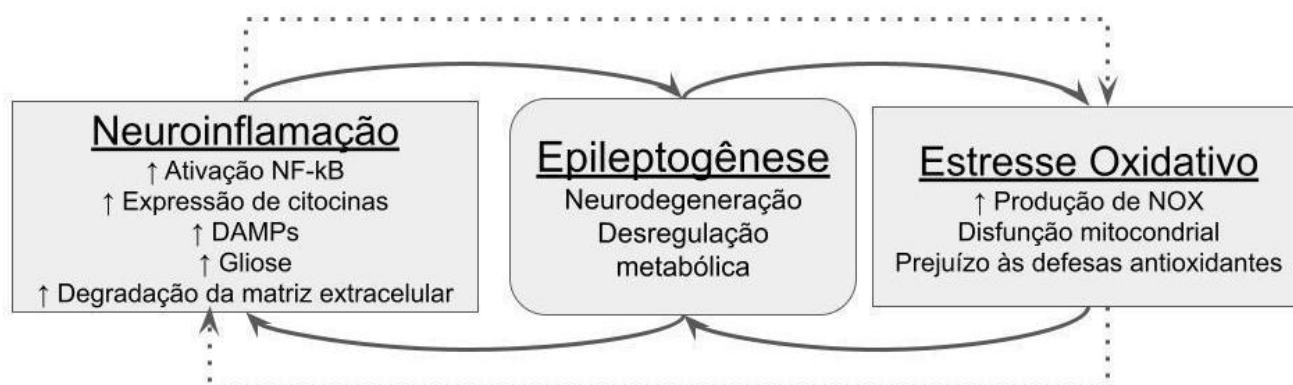 Neuroinflamação
↑ Ativação NF-kB
↑ Expressão de citocinas
↑ DAMPs
↑ Gliose
↑ Degradação da matriz extracelular
Epileptogênese
Neurodegeneração
Desregulação
metabólica
Estresse Oxidativo
↑ Produção de NOX
Disfunção mitocondrial
Prejuízo às defesas antioxidantes